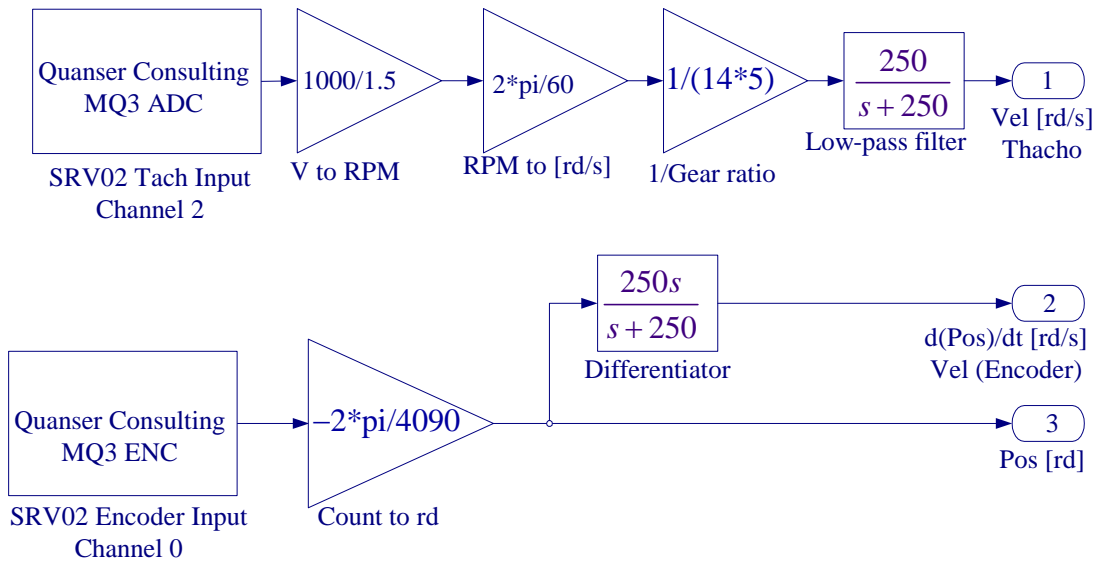 Quanser Consulting
MQ3 ADC
SRV02 Tach Input
Channel 2
1000/1.5
V to RPM
2*pi/60
RPM to [rd/s]
1/(14*5)
1/Gear ratio
250
s + 250
Low-pass filter
1
Vel [rd/s]
Thacho
Quanser Consulting
MQ3 ENC
SRV02 Encoder Input
Channel 0
−2*pi/4090
Count to rd
250s
s + 250
Differentiator
2
d(Pos)/dt [rd/s]
Vel (Encoder)
3
Pos [rd]